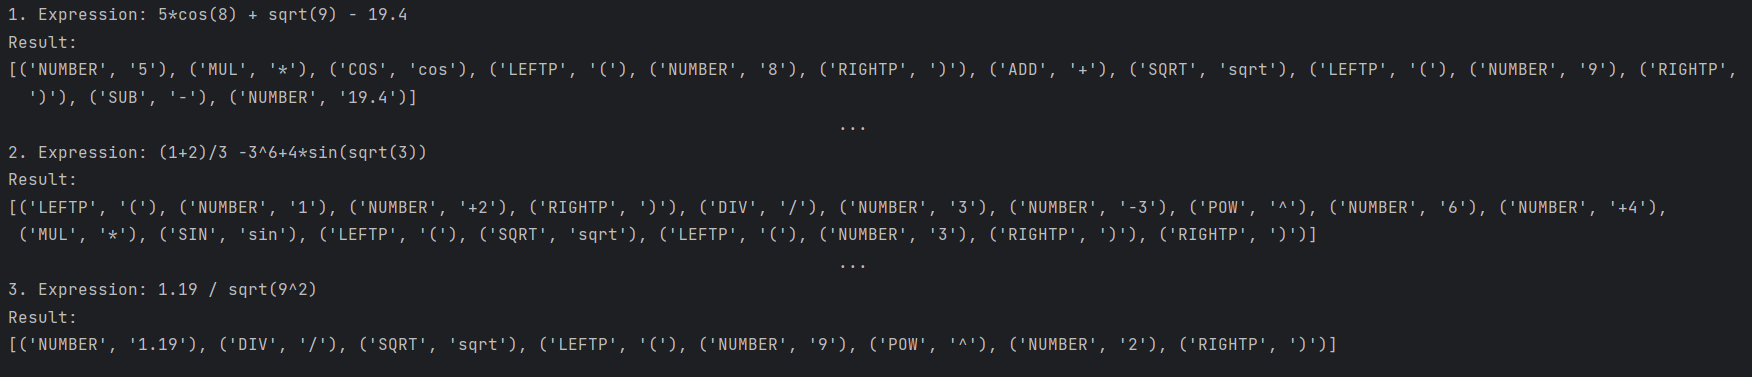 1. Expression: 5*cos(8) + sqrt(9) - 19.4
Result:
[('NUMBER', '5'), ('MUL', '*'), ('COS', 'cos'), ('LEFTP', '('), ('NUMBER', '8'), ('RIGHTP', ')'), ('ADD', '+'), ('SQRT', 'sqrt'), ('LEFTP', '('), ('NUMBER', '9'), ('RIGHTP',
')'), ('SUB', '-'), ('NUMBER', '19.4')]
...
2. Expression: (1+2)/3 -3^6+4*sin(sqrt(3))
Result:
[('LEFTP', '('), ('NUMBER', '1'), ('NUMBER', '+2'), ('RIGHTP', ')'), ('DIV', '/'), ('NUMBER', '3'), ('NUMBER', '-3'), ('POW', '^'), ('NUMBER', '6'), ('NUMBER', '+4'),
('MUL', '*'), ('SIN', 'sin'), ('LEFTP', '('), ('SQRT', 'sqrt'), ('LEFTP', '('), ('NUMBER', '3'), ('RIGHTP', ')'), ('RIGHTP', ')')]
...
3. Expression: 1.19 / sqrt(9^2)
Result:
[('NUMBER', '1.19'), ('DIV', '/'), ('SQRT', 'sqrt'), ('LEFTP', '('), ('NUMBER', '9'), ('POW', '^'), ('NUMBER', '2'), ('RIGHTP', ')')]